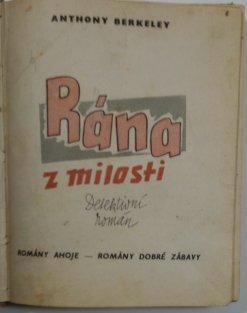 ANTHONY BERKELEY
Rána
z milosti
Detektivní
román
ROMÁNY AHOJE — ROMÁNY DOBRÉ ZÁBAVY